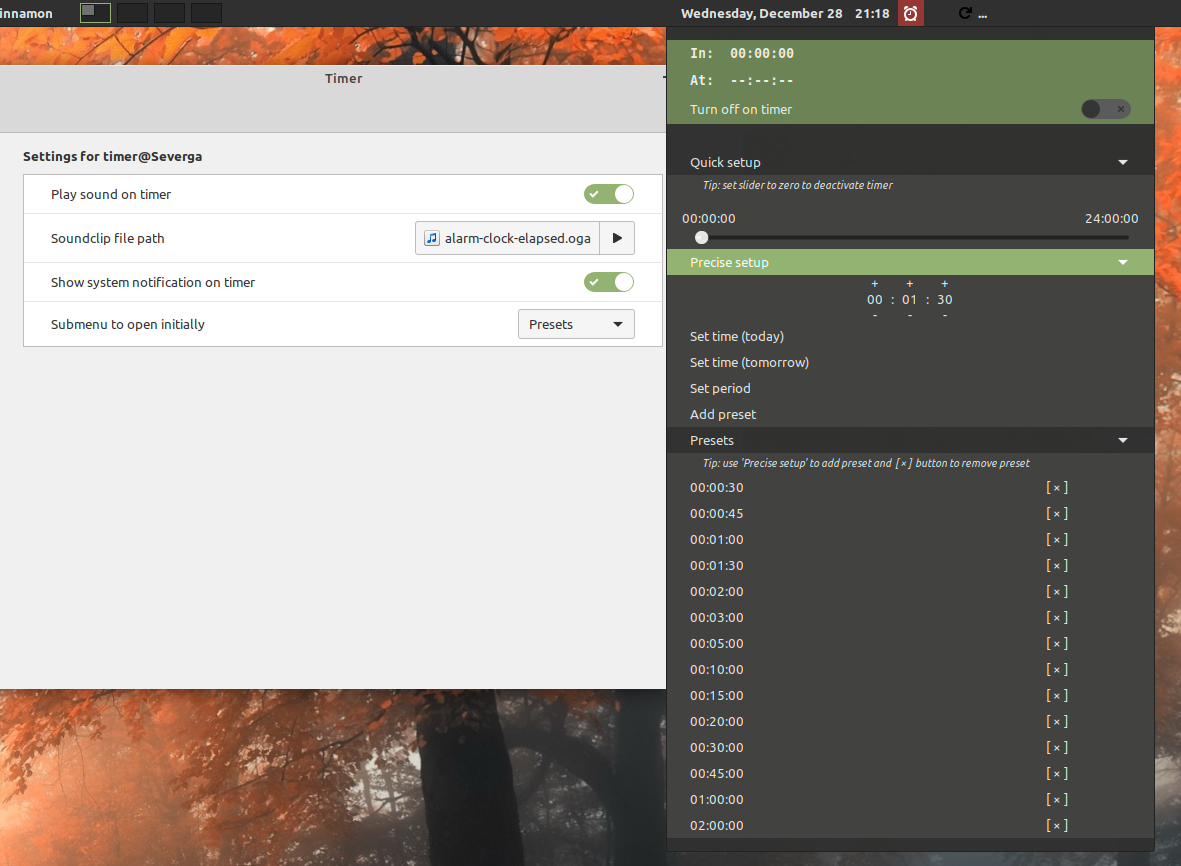 innamon
Wednesday, December 28 21:18
...
Timer
Settings for timer@Severga
Play sound on timer
Soundclip file path
alarm-clock-elapsed.oga
Show system notification on timer
Submenu to open initially
Presets
In: 00:00:00
At: --:--:--
Turn off on timer
Quick setup
Tip: set slider to zero to deactivate timer
00:00:00 24:00:00
Precise setup
+ + +
00 : 01 : 30
- - -
Set time (today)
Set time (tomorrow)
Set period
Add preset
Presets
Tip: use 'Precise setup' to add preset and [×] button to remove preset
00:00:30 [×]
00:00:45 [×]
00:01:00 [×]
00:01:30 [×]
00:02:00 [×]
00:03:00 [×]
00:05:00 [×]
00:10:00 [×]
00:15:00 [×]
00:20:00 [×]
00:30:00 [×]
00:45:00 [×]
01:00:00 [×]
02:00:00 [×]